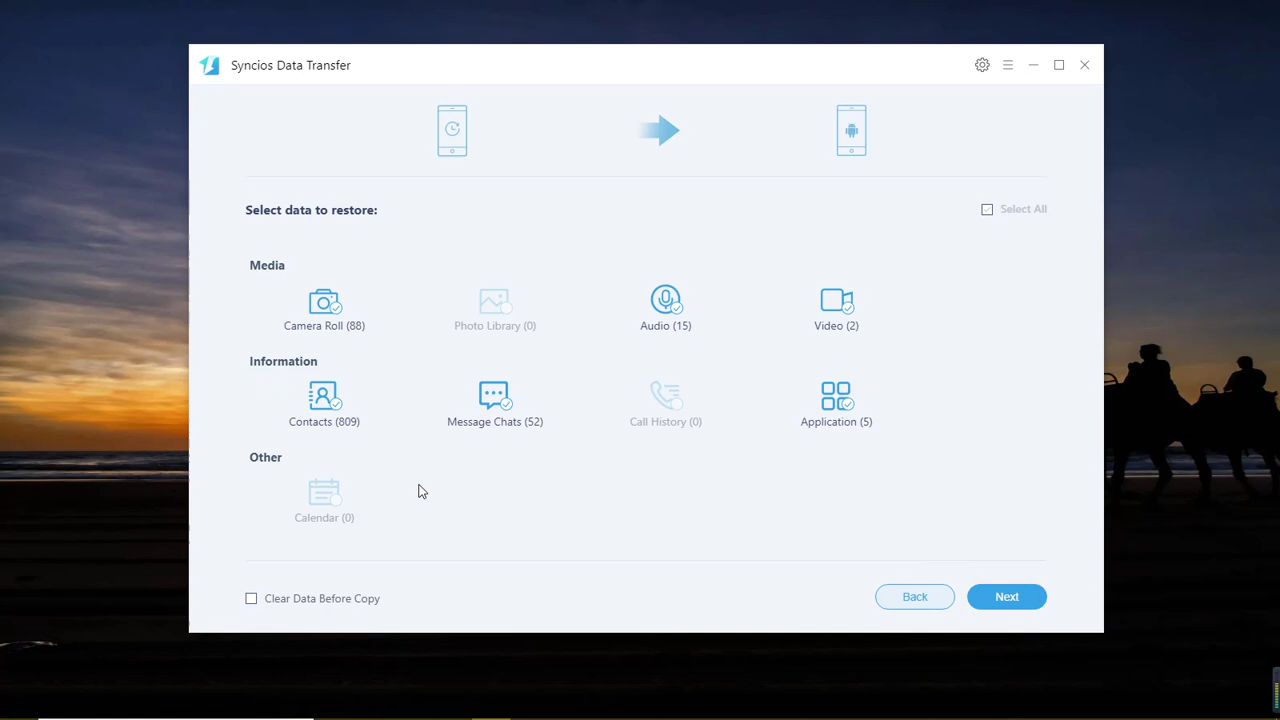 Syncios Data Transfer
Select data to restore:
Select All
Media
Camera Roll (88)
Photo Library (0)
Audio (15)
Video (2)
Information
Contacts (809)
Message Chats (52)
Call History (0)
Application (5)
Other
Calendar (0)
Clear Data Before Copy
Back
Next